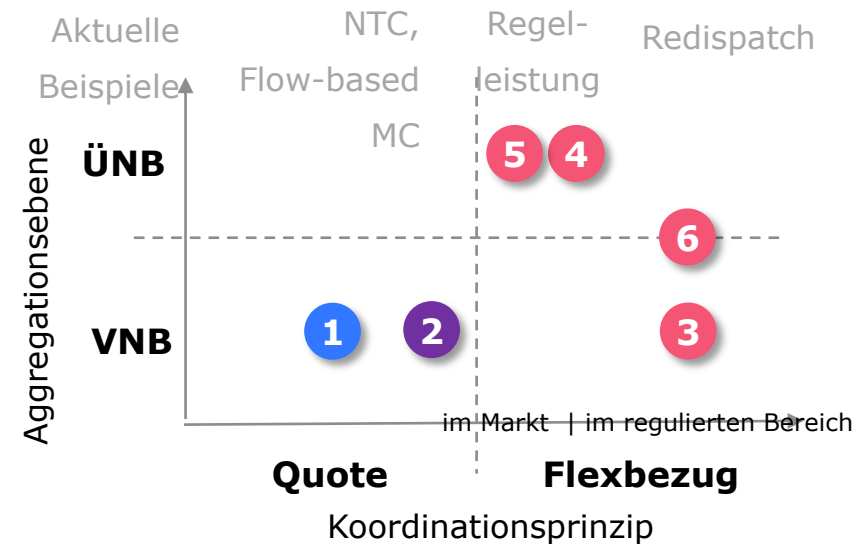 Aktuelle
Beispiele
NTC,
Flow-based
MC
Regel-
leistung
Redispatch
Aggregationsebene
ÜNB
5
4
6
VNB
1
2
3
im Markt | im regulierten Bereich
Quote
Flexbezug
Koordinationsprinzip